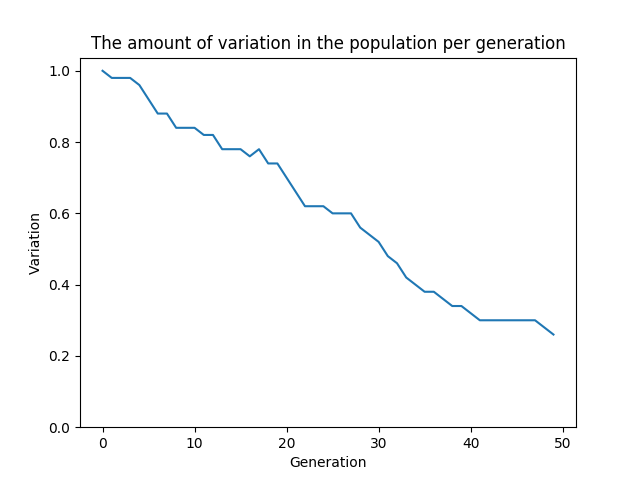 The amount of variation in the population per generation
Variation
1.0
0.8
0.6
0.4
0.2
0.0
0 10 20 30 40 50
Generation